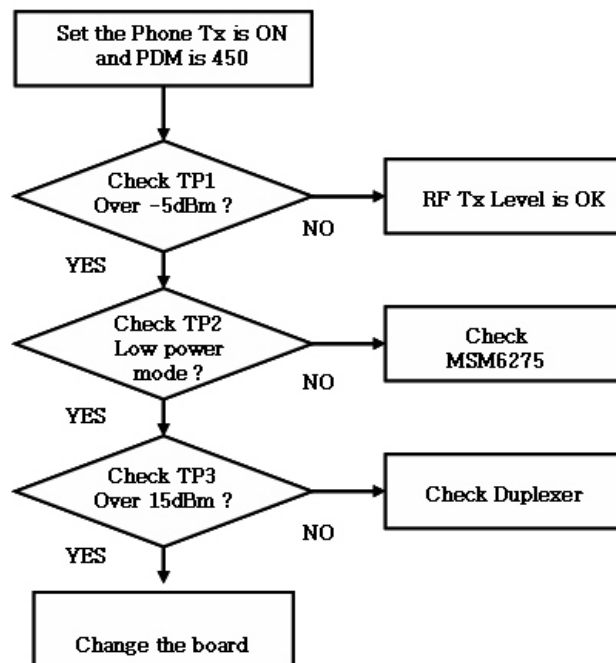 Set the Phone Tx is ON
and PDM is 450
Check TP1
Over -5dBm ?
RF Tx Level is OK
NO
YES
Check TP2
Low power
mode ?
Check
MSM6275
NO
YES
Check TP3
Over 15dBm ?
Check Duplexer
NO
YES
Change the board